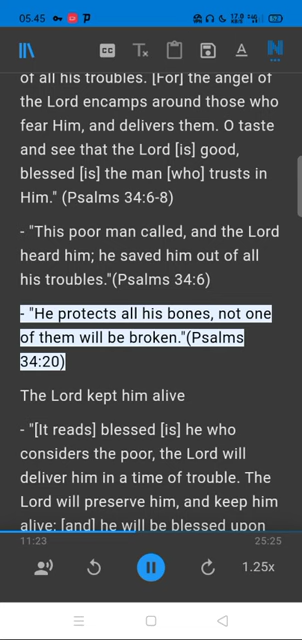 05.45
of all his troubles. [For] the angel of
the Lord encamps around those who
fear Him, and delivers them. O taste
and see that the Lord [is] good,
blessed [is] the man [who] trusts in
Him." (Psalms 34:6-8)
- "This poor man called, and the Lord
heard him; he saved him out of all
his troubles."(Psalms 34:6)
- "He protects all his bones, not one
of them will be broken."(Psalms
34:20)
The Lord kept him alive
- "[It reads] blessed [is] he who
considers the poor, the Lord will
deliver him in a time of trouble. The
Lord will preserve him, and keep him
alive; [and] he will be blessed upon
11:23 25:25
1.25x